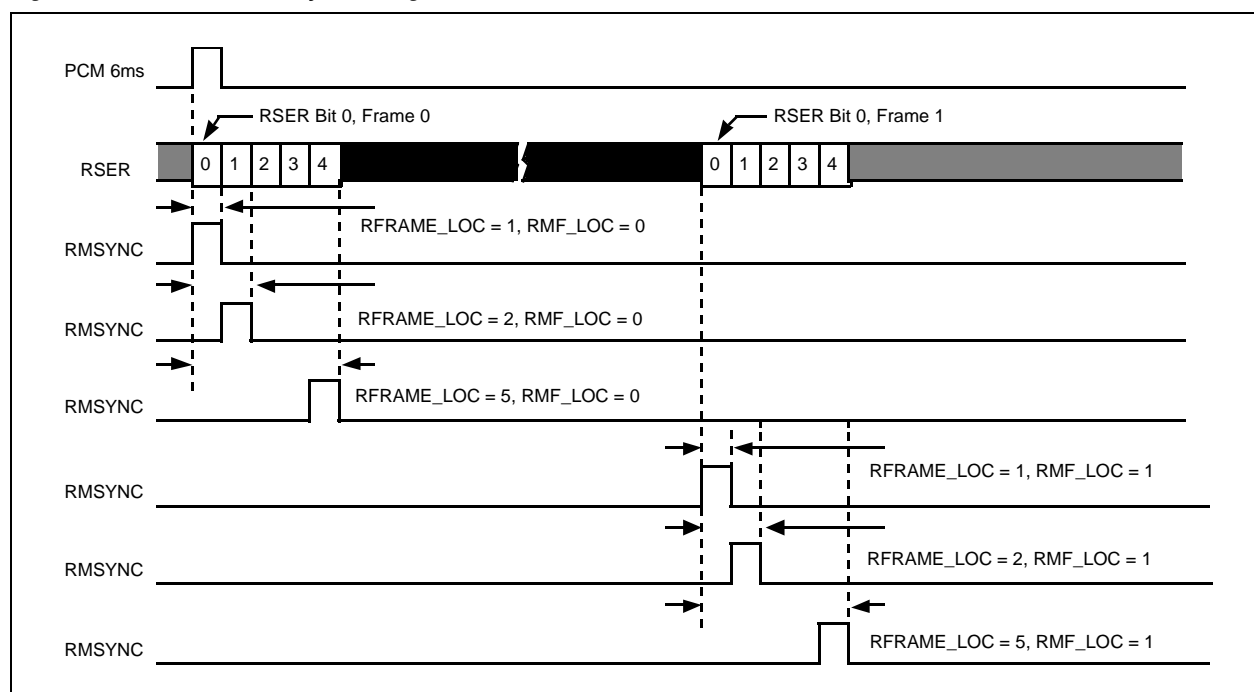 PCM 6ms
RSER Bit 0, Frame 0
RSER Bit 0, Frame 1
RSER
0 1 2 3 4
0 1 2 3 4
RFRAME_LOC = 1, RMF_LOC = 0
RMSYNC
RFRAME_LOC = 2, RMF_LOC = 0
RMSYNC
RFRAME_LOC = 5, RMF_LOC = 0
RMSYNC
RFRAME_LOC = 1, RMF_LOC = 1
RMSYNC
RFRAME_LOC = 2, RMF_LOC = 1
RMSYNC
RFRAME_LOC = 5, RMF_LOC = 1
RMSYNC